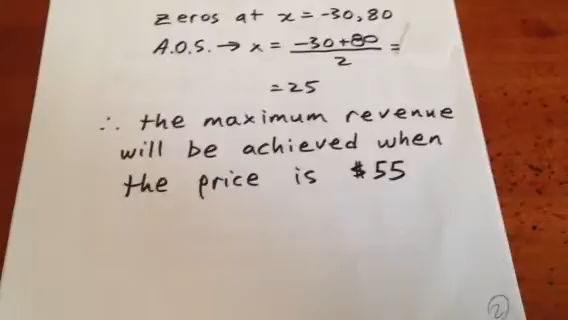 zeros at x = -30, 80
A.O.S. → x = -30+80 / 2 =
= 25
∴ the maximum revenue
will be achieved when
the price is $55
2